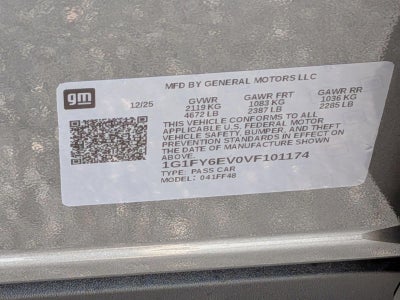 gm
MFD BY GENERAL MOTORS LLC
12/25 GVWR GAWR FRT GAWR RR
2119 KG 1083 KG 1036 KG
4672 LB 2387 LB 2285 LB
THIS VEHICLE CONFORMS TO ALL
APPLICABLE U.S. FEDERAL MOTOR
VEHICLE SAFETY, BUMPER, AND THEFT
PREVENTION STANDARDS IN EFFECT ON
THE DATE OF MANUFACTURE SHOWN
ABOVE.
1G1FY6EV0VF101174
TYPE: PASS CAR
MODEL: 041FF48